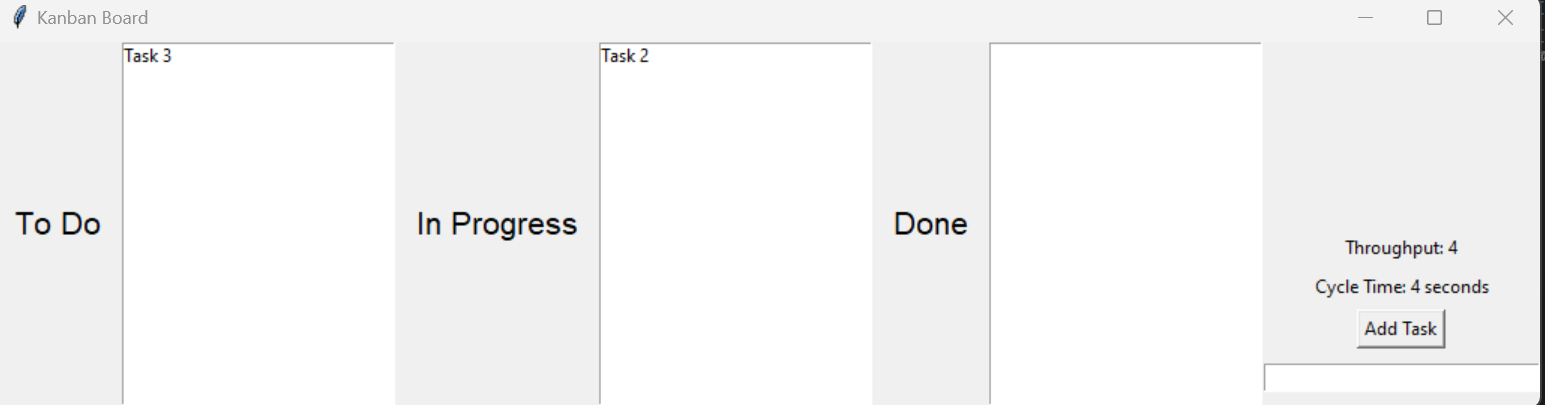 Kanban Board
To Do
Task 3
In Progress
Task 2
Done
Throughput: 4
Cycle Time: 4 seconds
Add Task